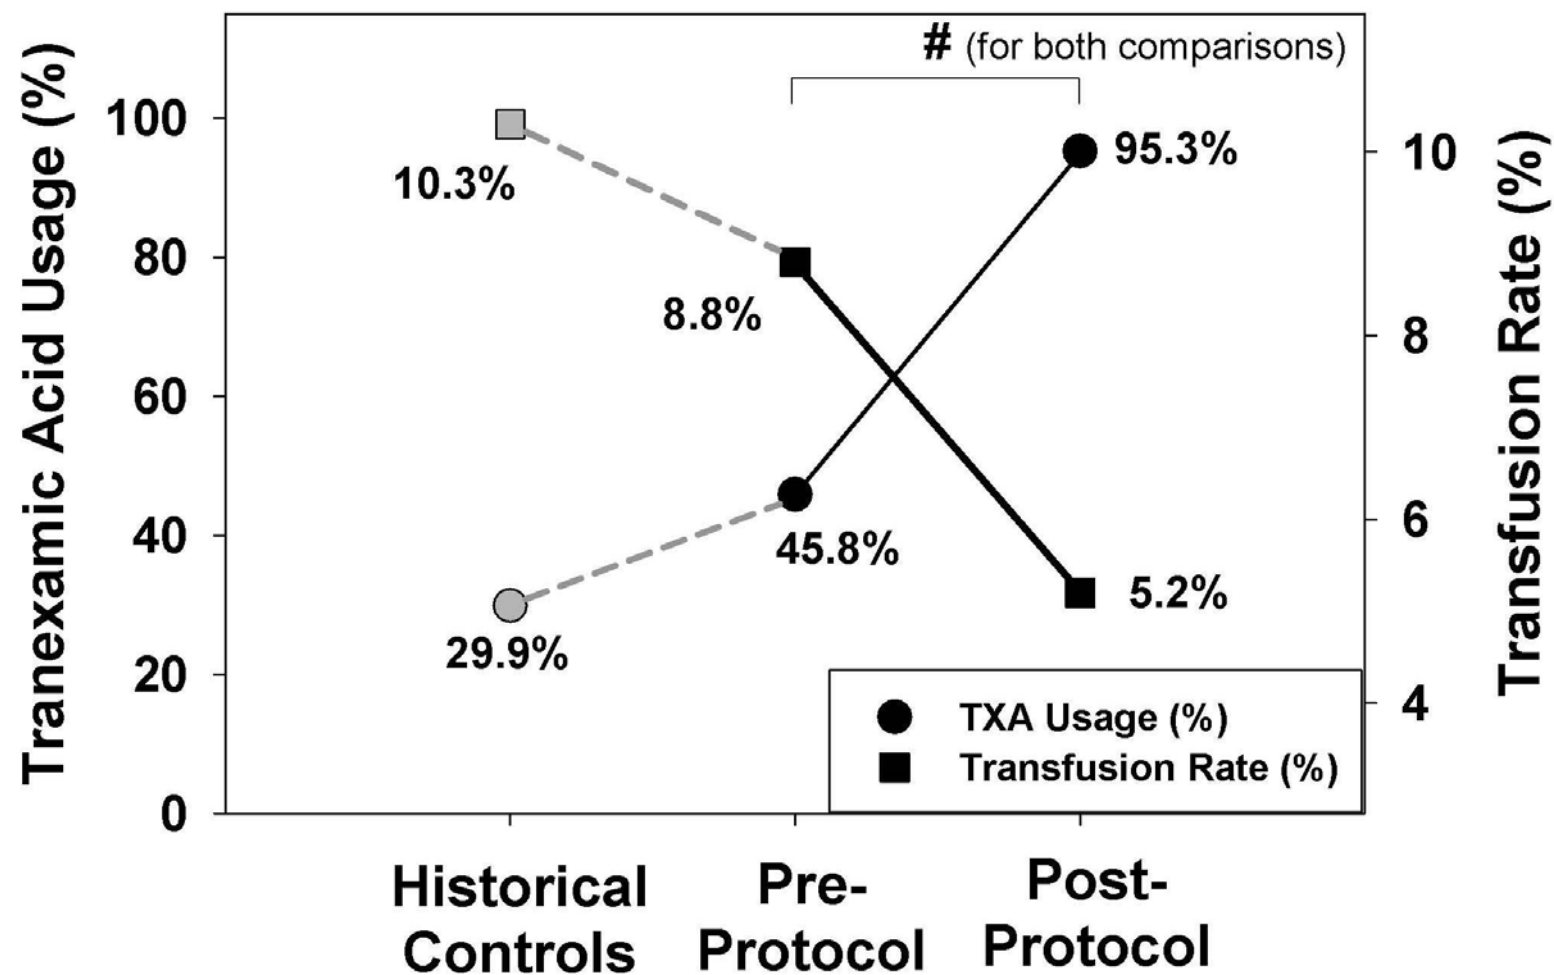 # (for both comparisons)
Tranexamic Acid Usage (%)
100
80
60
40
20
0
10.3%
8.8%
95.3%
45.8%
29.9%
5.2%
10
8
6
4
Transfusion Rate (%)
TXA Usage (%)
Transfusion Rate (%)
Historical
Controls
Pre-
Protocol
Post-
Protocol